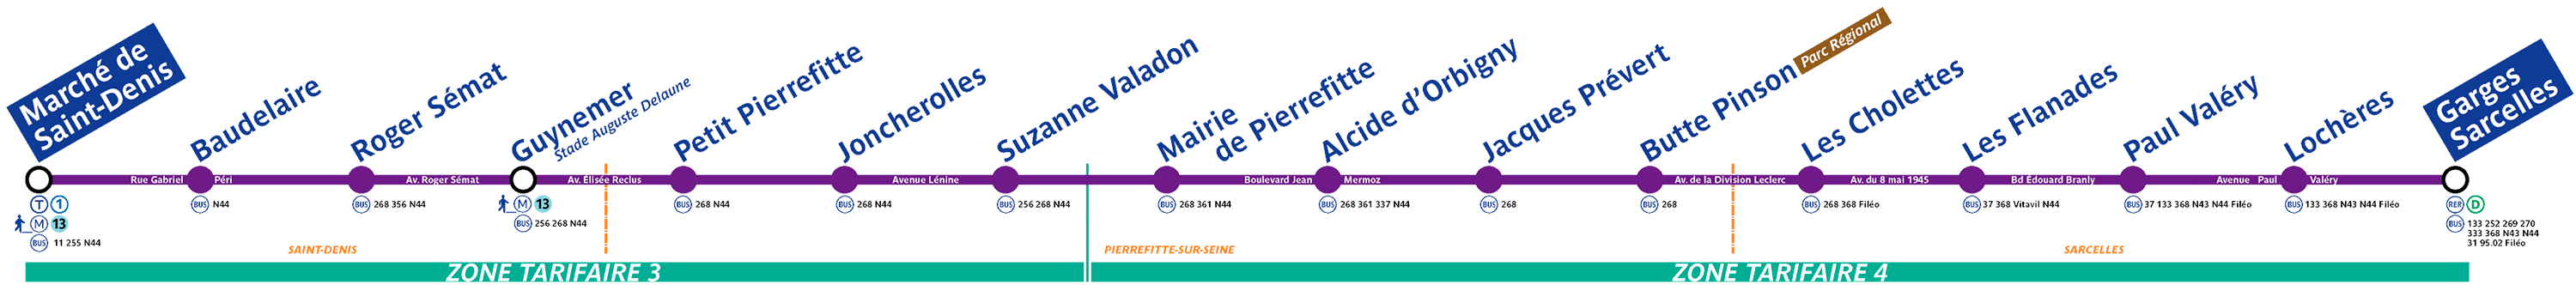 Marché de
Saint-Denis
Baudelaire
Roger Sémat
Guynemer
Stade Auguste Delaune
Petit Pierrefitte
Joncherolles
Suzanne Valadon
Mairie
de Pierrefitte
Alcide d'Orbigny
Jacques Prévert
Butte Pinson
Parc Régional
Les Cholettes
Les Flanades
Paul Valéry
Lochères
Garges
Sarcelles
Rue Gabriel Péri
Av. Roger Sémat
Av. Élisée Reclus
Avenue Lénine
Boulevard Jean Mermoz
Av. de la Division Leclerc
Av. du 8 mai 1945
Bd Édouard Branly
Avenue Paul Valéry
T 1
M 13
BUS 11 255 N44
BUS N44
BUS 268 356 N44
M 13
BUS 256 268 N44
BUS 268 N44
BUS 268 N44
BUS 256 268 N44
BUS 268 361 N44
BUS 268 361 337 N44
BUS 268
BUS 268
BUS 268 368 Filéo
BUS 37 368 Vitavil N44
BUS 37 133 368 N43 N44 Filéo
BUS 133 368 N43 N44 Filéo
RER D
BUS 133 252 269 270
333 368 N43 N44
31 95.02 Filéo
SAINT-DENIS
PIERREFITTE-SUR-SEINE
SARCELLES
ZONE TARIFAIRE 3
ZONE TARIFAIRE 4